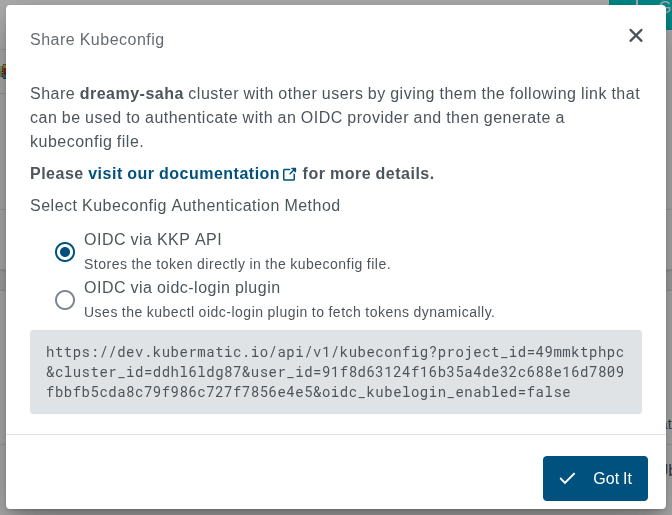 Share Kubeconfig
Share dreamy-saha cluster with other users by giving them the following link that
can be used to authenticate with an OIDC provider and then generate a
kubeconfig file.
Please visit our documentation for more details.
Select Kubeconfig Authentication Method
OIDC via KKP API
Stores the token directly in the kubeconfig file.
OIDC via oidc-login plugin
Uses the kubectl oidc-login plugin to fetch tokens dynamically.
https://dev.kubermatic.io/api/v1/kubeconfig?project_id=49mmktphpc
&cluster_id=ddhl6ldg87&user_id=91f8d63124f16b35a4de32c688e16d7809
fbbfb5cda8c79f986c727f7856e4e5&oidc_kubelogin_enabled=false
Got It